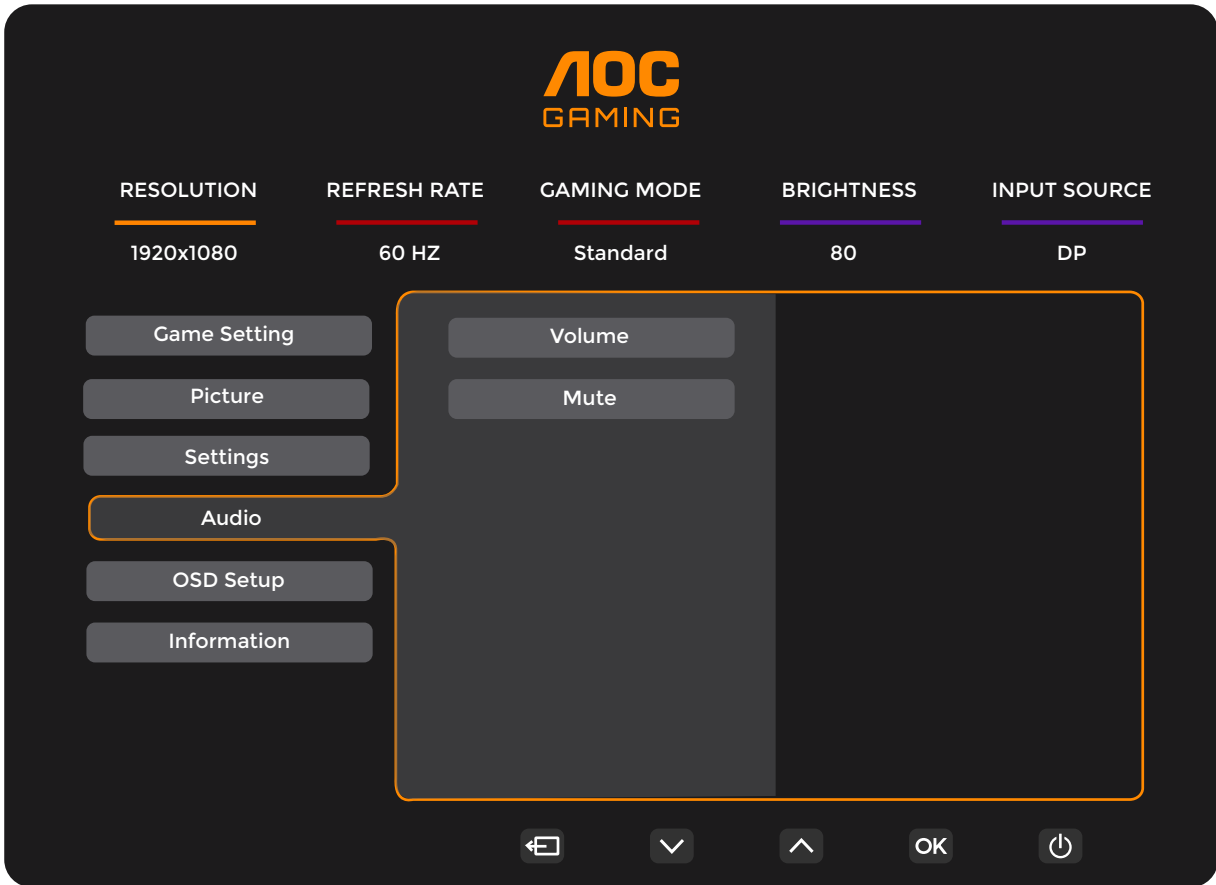 AOC
GAMING
RESOLUTION REFRESH RATE GAMING MODE BRIGHTNESS INPUT SOURCE
1920x1080 60 HZ Standard 80 DP
Game Setting Volume
Picture Mute
Settings
Audio
OSD Setup
Information
OK